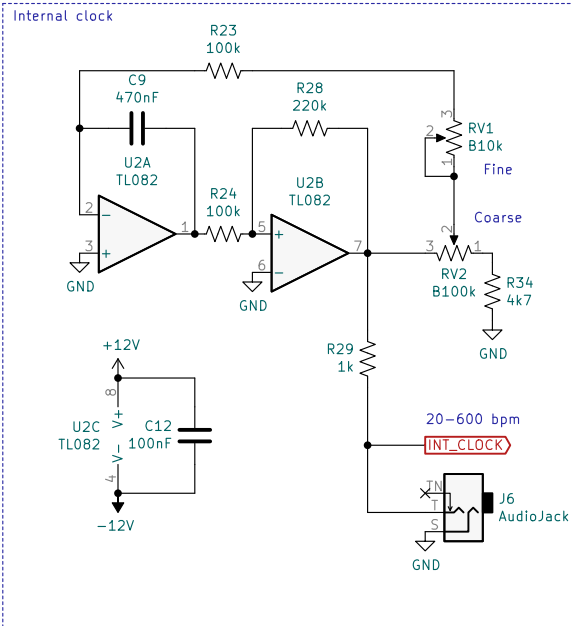 Internal clock
R23
100k
C9
470nF
R28
220k
3
2
RV1
B10k
1
Fine
U2A
TL082
U2B
TL082
R24
100k
Coarse
2
−
1
3
+
5
+
7
6
−
2
3
1
RV2
B100k
R34
4k7
GND
GND
GND
+12V
R29
1k
8
V+
U2C
TL082
C12
100nF
V−
4
−12V
20-600 bpm
INT_CLOCK
TN
T
S
J6
AudioJack
GND